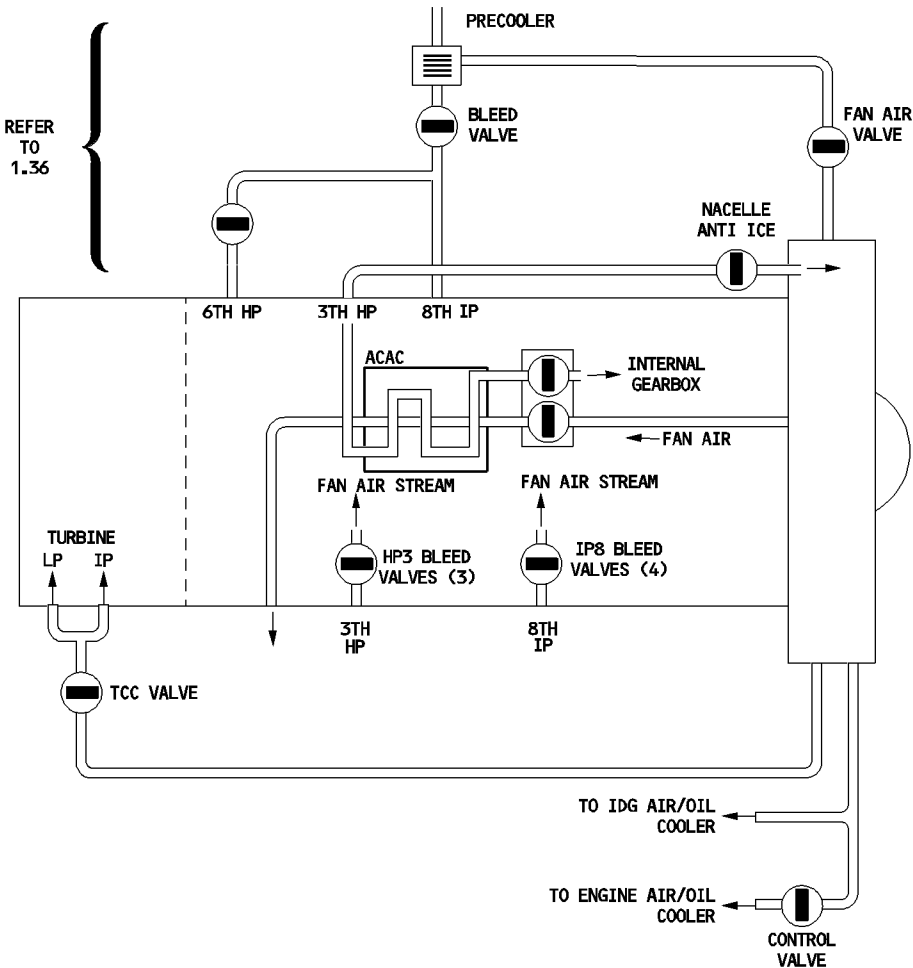 PRECOOLER
REFER
TO
1.36
BLEED
VALVE
FAN AIR
VALVE
NACELLE
ANTI ICE
6TH HP
3TH HP
8TH IP
ACAC
INTERNAL
GEARBOX
FAN AIR
FAN AIR STREAM
FAN AIR STREAM
TURBINE
LP
IP
HP3 BLEED
VALVES (3)
IP8 BLEED
VALVES (4)
3TH
HP
8TH
IP
TCC VALVE
TO IDG AIR/OIL
COOLER
TO ENGINE AIR/OIL
COOLER
CONTROL
VALVE